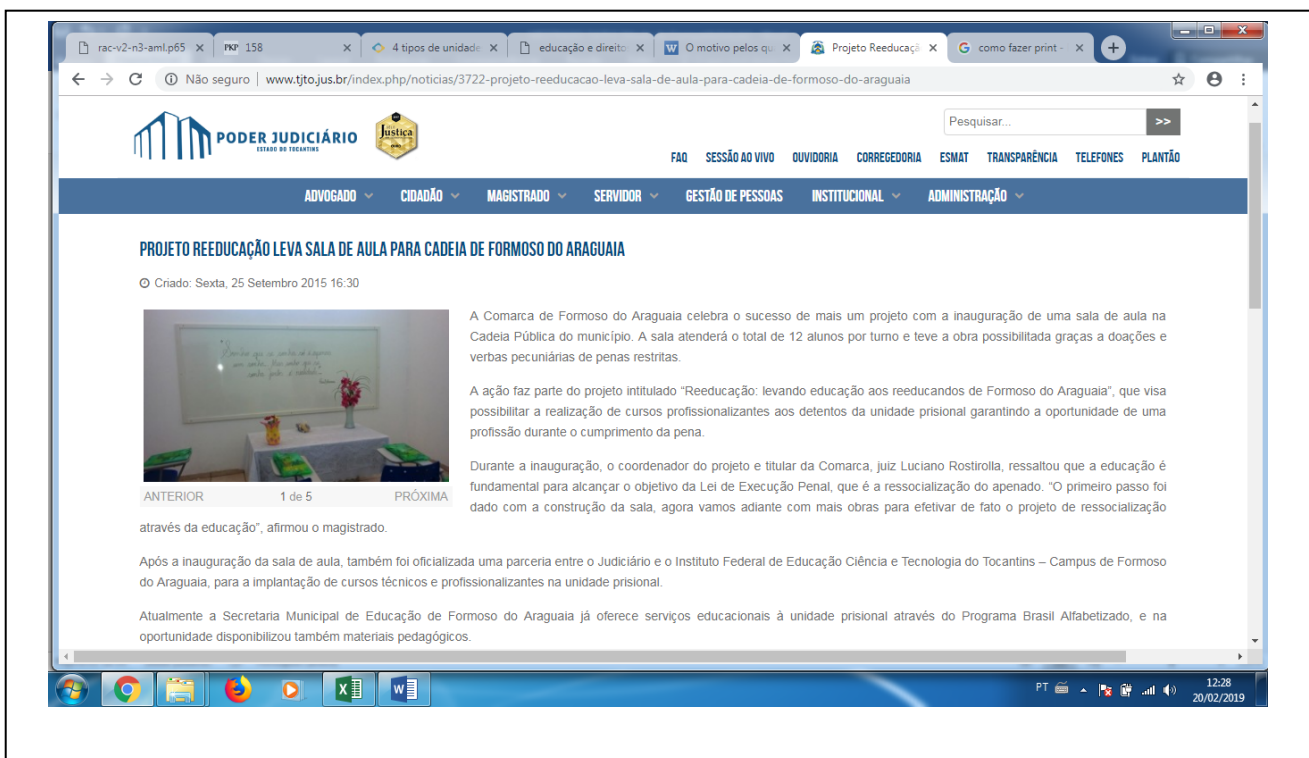 rac-v2-n3-aml.p65
PKP 158
4 tipos de unidade
educação e direito
W O motivo pelos qu
Projeto Reeducaçã
G como fazer print -
Não seguro | www.tjto.jus.br/index.php/noticias/3722-projeto-reeducacao-leva-sala-de-aula-para-cadeia-de-formoso-do-araguaia
PODER JUDICIÁRIO
ESTADO DO TOCANTINS
Justiça
Pesquisar... >>
FAQ SESSÃO AO VIVO OUVIDORIA CORREGEDORIA ESMAT TRANSPARÊNCIA TELEFONES PLANTÃO
ADVOGADO CIDADÃO MAGISTRADO SERVIDOR GESTÃO DE PESSOAS INSTITUCIONAL ADMINISTRAÇÃO
PROJETO REEDUCAÇÃO LEVA SALA DE AULA PARA CADEIA DE FORMOSO DO ARAGUAIA
Criado: Sexta, 25 Setembro 2015 16:30
A Comarca de Formoso do Araguaia celebra o sucesso de mais um projeto com a inauguração de uma sala de aula na
Cadeia Pública do município. A sala atenderá o total de 12 alunos por turno e teve a obra possibilitada graças a doações e
verbas pecuniárias de penas restritas.
A ação faz parte do projeto intitulado “Reeducação: levando educação aos reeducandos de Formoso do Araguaia”, que visa
possibilitar a realização de cursos profissionalizantes aos detentos da unidade prisional garantindo a oportunidade de uma
profissão durante o cumprimento da pena.
Durante a inauguração, o coordenador do projeto e titular da Comarca, juiz Luciano Rostirolla, ressaltou que a educação é
fundamental para alcançar o objetivo da Lei de Execução Penal, que é a ressocialização do apenado. “O primeiro passo foi
dado com a construção da sala, agora vamos adiante com mais obras para efetivar de fato o projeto de ressocialização
ANTERIOR 1 de 5 PRÓXIMA
através da educação”, afirmou o magistrado.
Após a inauguração da sala de aula, também foi oficializada uma parceria entre o Judiciário e o Instituto Federal de Educação Ciência e Tecnologia do Tocantins – Campus de Formoso
do Araguaia, para a implantação de cursos técnicos e profissionalizantes na unidade prisional.
Atualmente a Secretaria Municipal de Educação de Formoso do Araguaia já oferece serviços educacionais à unidade prisional através do Programa Brasil Alfabetizado, e na
oportunidade disponibilizou também materiais pedagógicos.
PT
12:28
20/02/2019